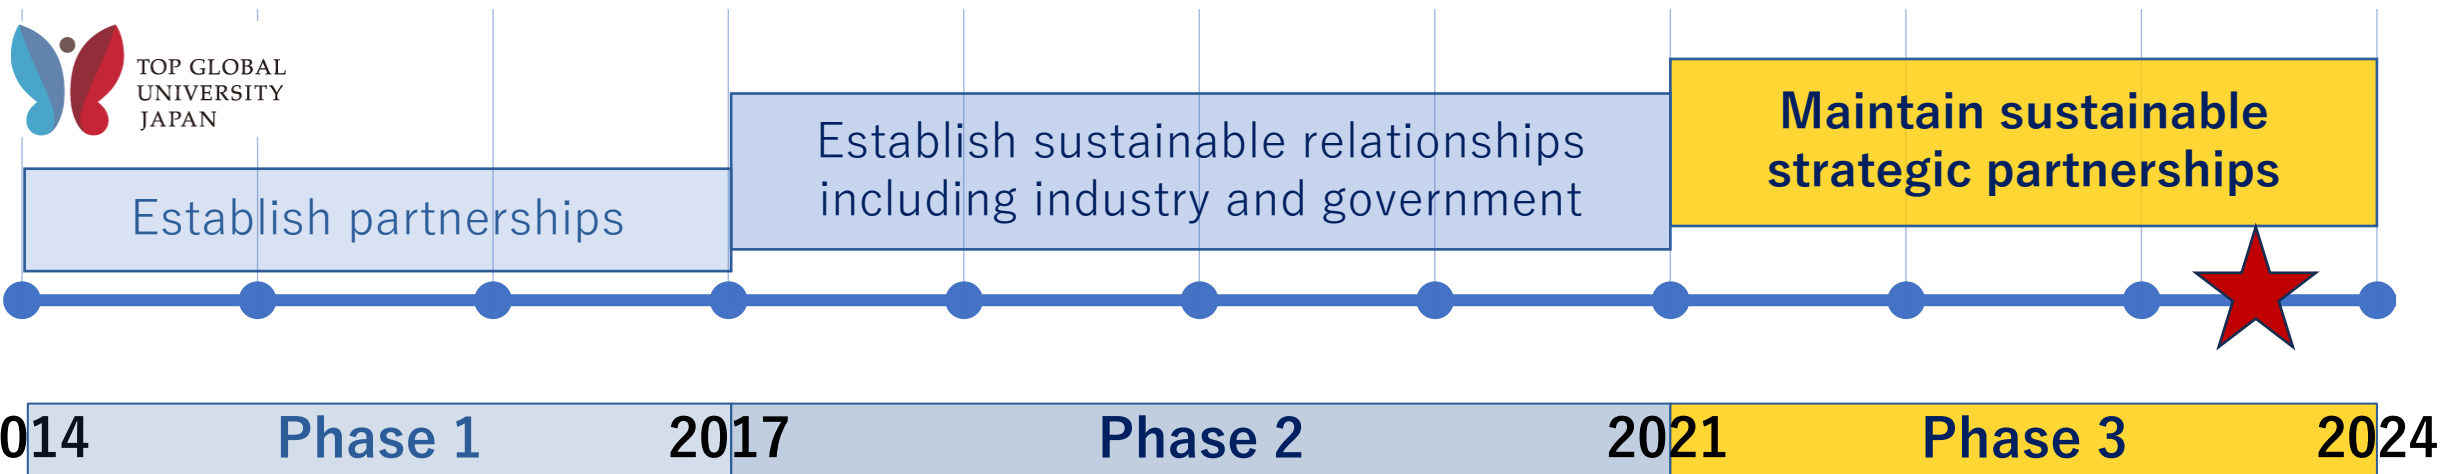 TOP GLOBAL
UNIVERSITY
JAPAN
Establish partnerships
Establish sustainable relationships
including industry and government
Maintain sustainable
strategic partnerships
014 Phase 1 2017 Phase 2 2021 Phase 3 2024